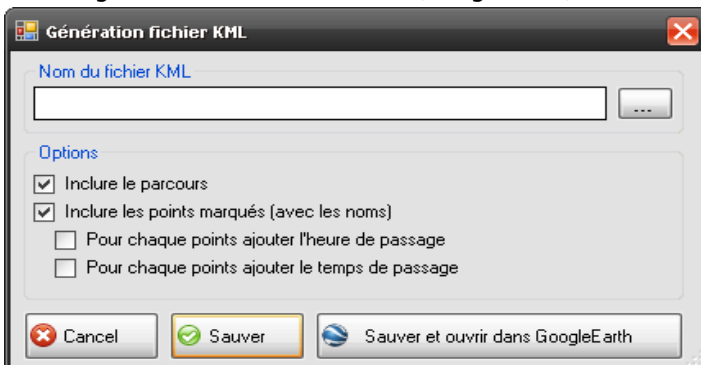 Génération fichier KML
Nom du fichier KML
...
Options
Inclure le parcours
Inclure les points marqués (avec les noms)
Pour chaque points ajouter l'heure de passage
Pour chaque points ajouter le temps de passage
Cancel Sauver Sauver et ouvrir dans GoogleEarth